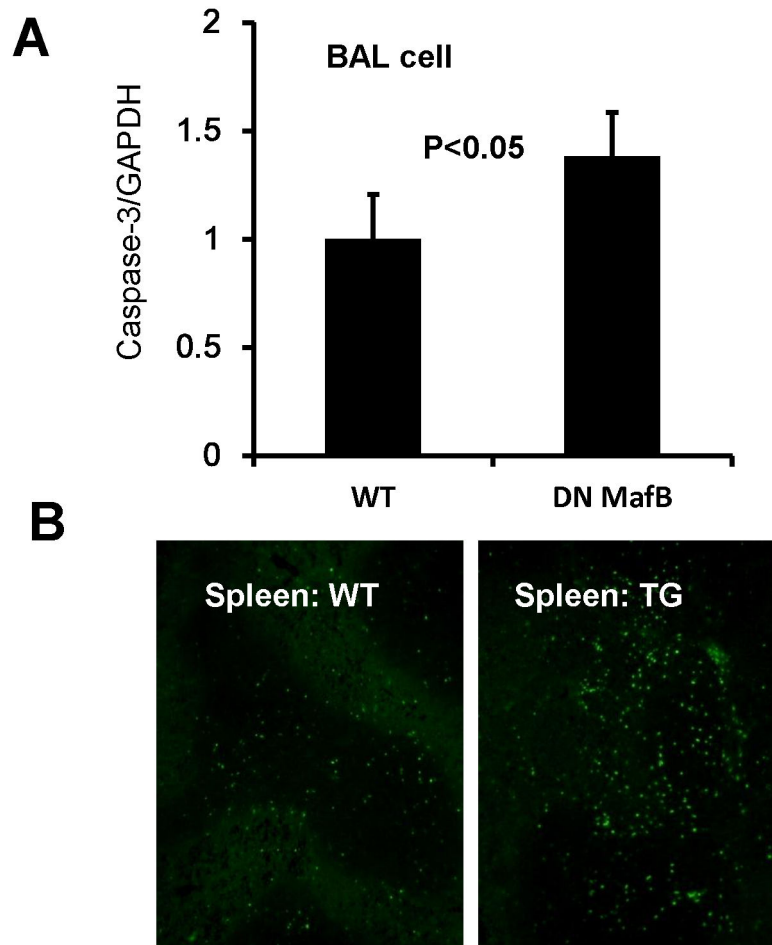 A
BAL cell
P<0.05
Caspase-3/GAPDH
2
1.5
1
0.5
0
WT
DN MafB
B
Spleen: WT
Spleen: TG